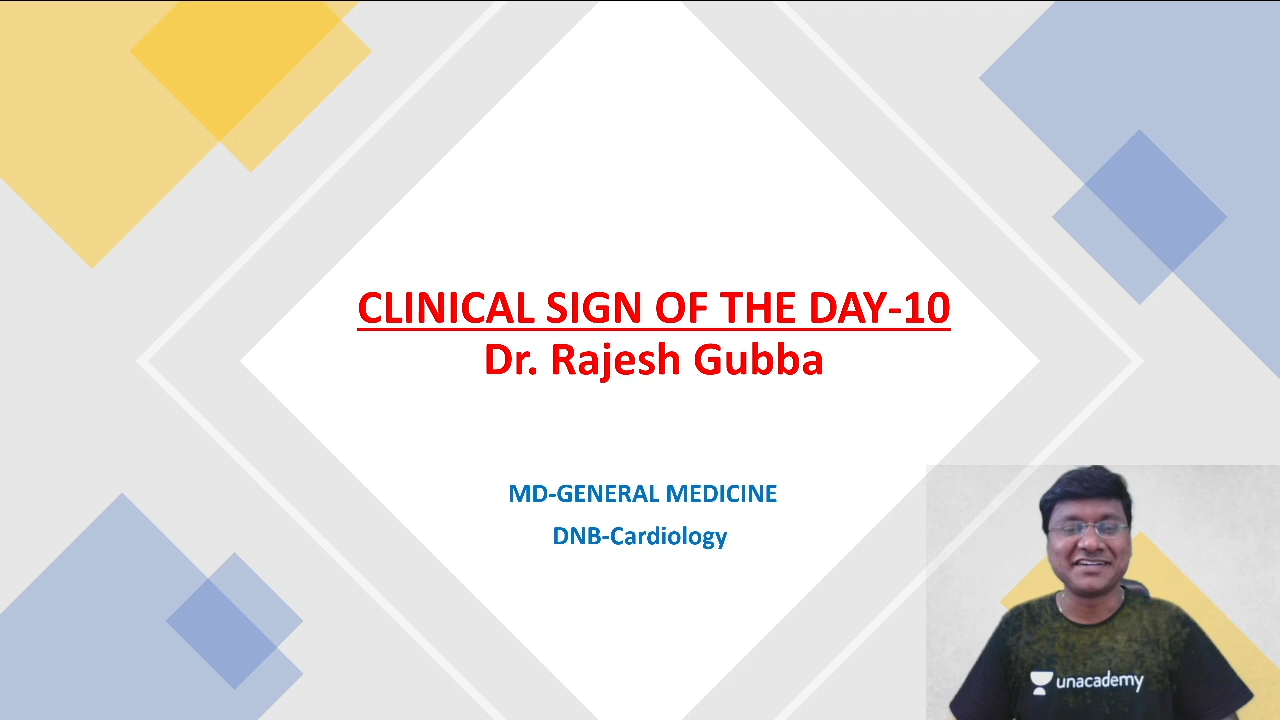 CLINICAL SIGN OF THE DAY-10
Dr. Rajesh Gubba
MD-GENERAL MEDICINE
DNB-Cardiology
unacademy